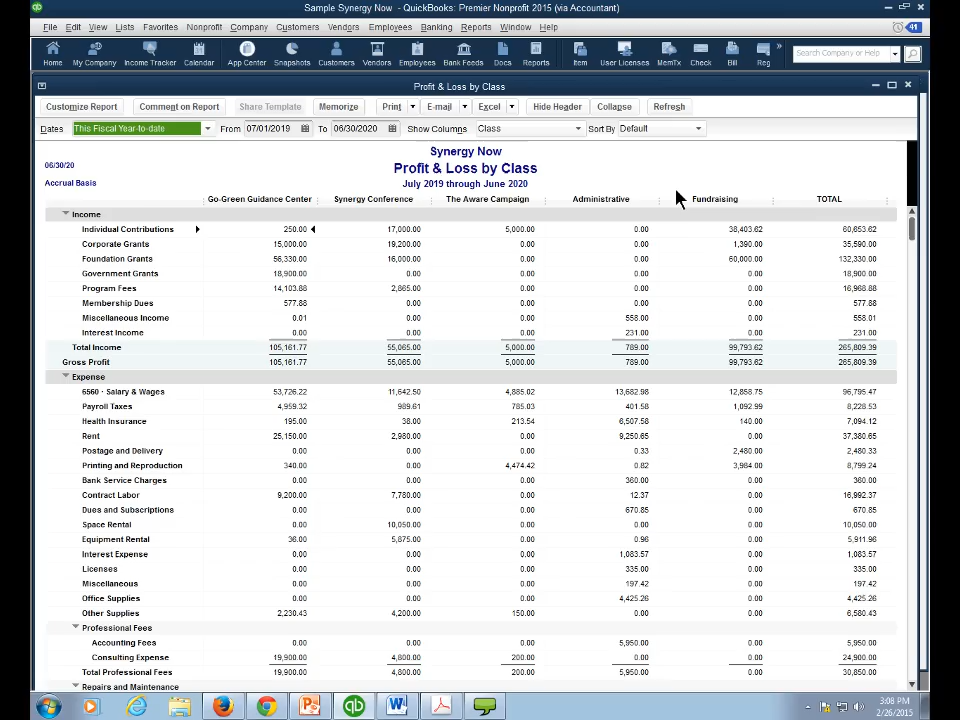 Sample Synergy Now - QuickBooks: Premier Nonprofit 2015 (via Accountant)
File Edit View Lists Favorites Nonprofit Company Customers Vendors Employees Banking Reports Window Help 41
Home My Company Income Tracker Calendar App Center Snapshots Customers Vendors Employees Bank Feeds Docs Reports Item User Licenses MemTx Check Bill Reg » Search Company or Help
Profit & Loss by Class
Customize Report Comment on Report Share Template Memorize Print E-mail Excel Hide Header Collapse Refresh
Dates This Fiscal Year-to-date From 07/01/2019 To 06/30/2020 Show Columns Class Sort By Default
Synergy Now
06/30/20 Profit & Loss by Class
Accrual Basis July 2019 through June 2020
Go-Green Guidance Center Synergy Conference The Aware Campaign Administrative Fundraising TOTAL
Income
Individual Contributions 250.00 17,000.00 5,000.00 0.00 38,403.62 60,653.62
Corporate Grants 15,000.00 19,200.00 0.00 0.00 1,390.00 35,590.00
Foundation Grants 56,330.00 16,000.00 0.00 0.00 60,000.00 132,330.00
Government Grants 18,900.00 0.00 0.00 0.00 0.00 18,900.00
Program Fees 14,103.88 2,865.00 0.00 0.00 0.00 16,968.88
Membership Dues 577.88 0.00 0.00 0.00 0.00 577.88
Miscellaneous Income 0.01 0.00 0.00 558.00 0.00 558.01
Interest Income 0.00 0.00 0.00 231.00 0.00 231.00
Total Income 105,161.77 55,065.00 5,000.00 789.00 99,793.62 265,809.39
Gross Profit 105,161.77 55,065.00 5,000.00 789.00 99,793.62 265,809.39
Expense
6560 · Salary & Wages 53,726.22 11,642.50 4,885.02 13,682.98 12,858.75 96,795.47
Payroll Taxes 4,959.32 989.61 785.03 401.58 1,092.99 8,228.53
Health Insurance 195.00 38.00 213.54 6,507.58 140.00 7,094.12
Rent 25,150.00 2,980.00 0.00 9,250.65 0.00 37,380.65
Postage and Delivery 0.00 0.00 0.00 0.33 2,480.00 2,480.33
Printing and Reproduction 340.00 0.00 4,474.42 0.82 3,984.00 8,799.24
Bank Service Charges 0.00 0.00 0.00 360.00 0.00 360.00
Contract Labor 9,200.00 7,780.00 0.00 12.37 0.00 16,992.37
Dues and Subscriptions 0.00 0.00 0.00 670.85 0.00 670.85
Space Rental 0.00 10,050.00 0.00 0.00 0.00 10,050.00
Equipment Rental 36.00 5,875.00 0.00 0.96 0.00 5,911.96
Interest Expense 0.00 0.00 0.00 1,083.57 0.00 1,083.57
Licenses 0.00 0.00 0.00 335.00 0.00 335.00
Miscellaneous 0.00 0.00 0.00 197.42 0.00 197.42
Office Supplies 0.00 0.00 0.00 4,425.26 0.00 4,425.26
Other Supplies 2,230.43 4,200.00 150.00 0.00 0.00 6,580.43
Professional Fees
Accounting Fees 0.00 0.00 0.00 5,950.00 0.00 5,950.00
Consulting Expense 19,900.00 4,800.00 200.00 0.00 0.00 24,900.00
Total Professional Fees 19,900.00 4,800.00 200.00 5,950.00 0.00 30,850.00
Repairs and Maintenance
3:08 PM
2/26/2015